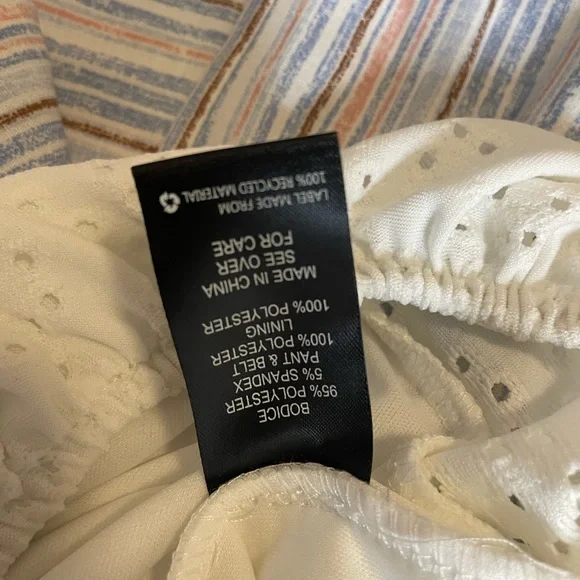 BODICE
95% POLYESTER
5% SPANDEX
PANT & BELT
100% POLYESTER
LINING
100% POLYESTER
MADE IN CHINA
SEE OVER
FOR CARE
LABEL MADE FROM
100% RECYCLED MATERIAL